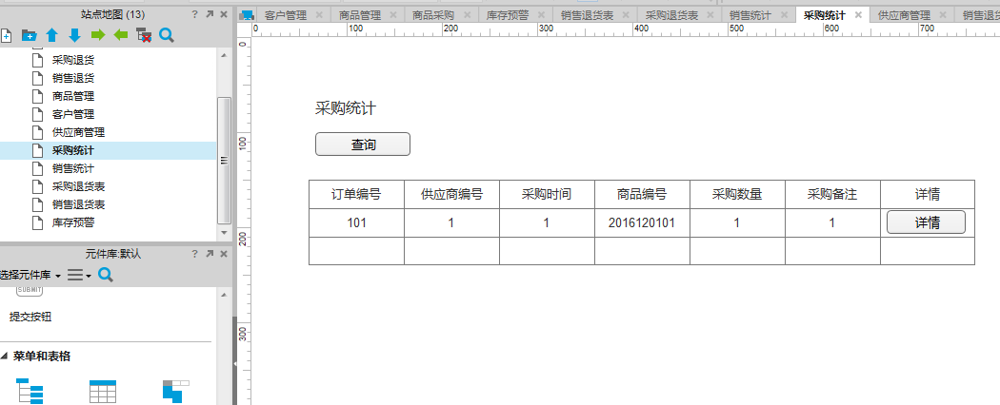 站点地图 (13)
采购退货
销售退货
商品管理
客户管理
供应商管理
采购统计
销售统计
采购退货表
销售退货表
库存预警
元件库:默认
选择元件库
SUBMIT
提交按钮
菜单和表格
客户管理 商品管理 商品采购 库存预警 销售退货表 采购退货表 销售统计 采购统计 供应商管理 销售退货
0 100 200 300 400 500 600 700
0
100
200
300
采购统计
查询
订单编号 供应商编号 采购时间 商品编号 采购数量 采购备注 详情
101 1 1 2016120101 1 1 详情